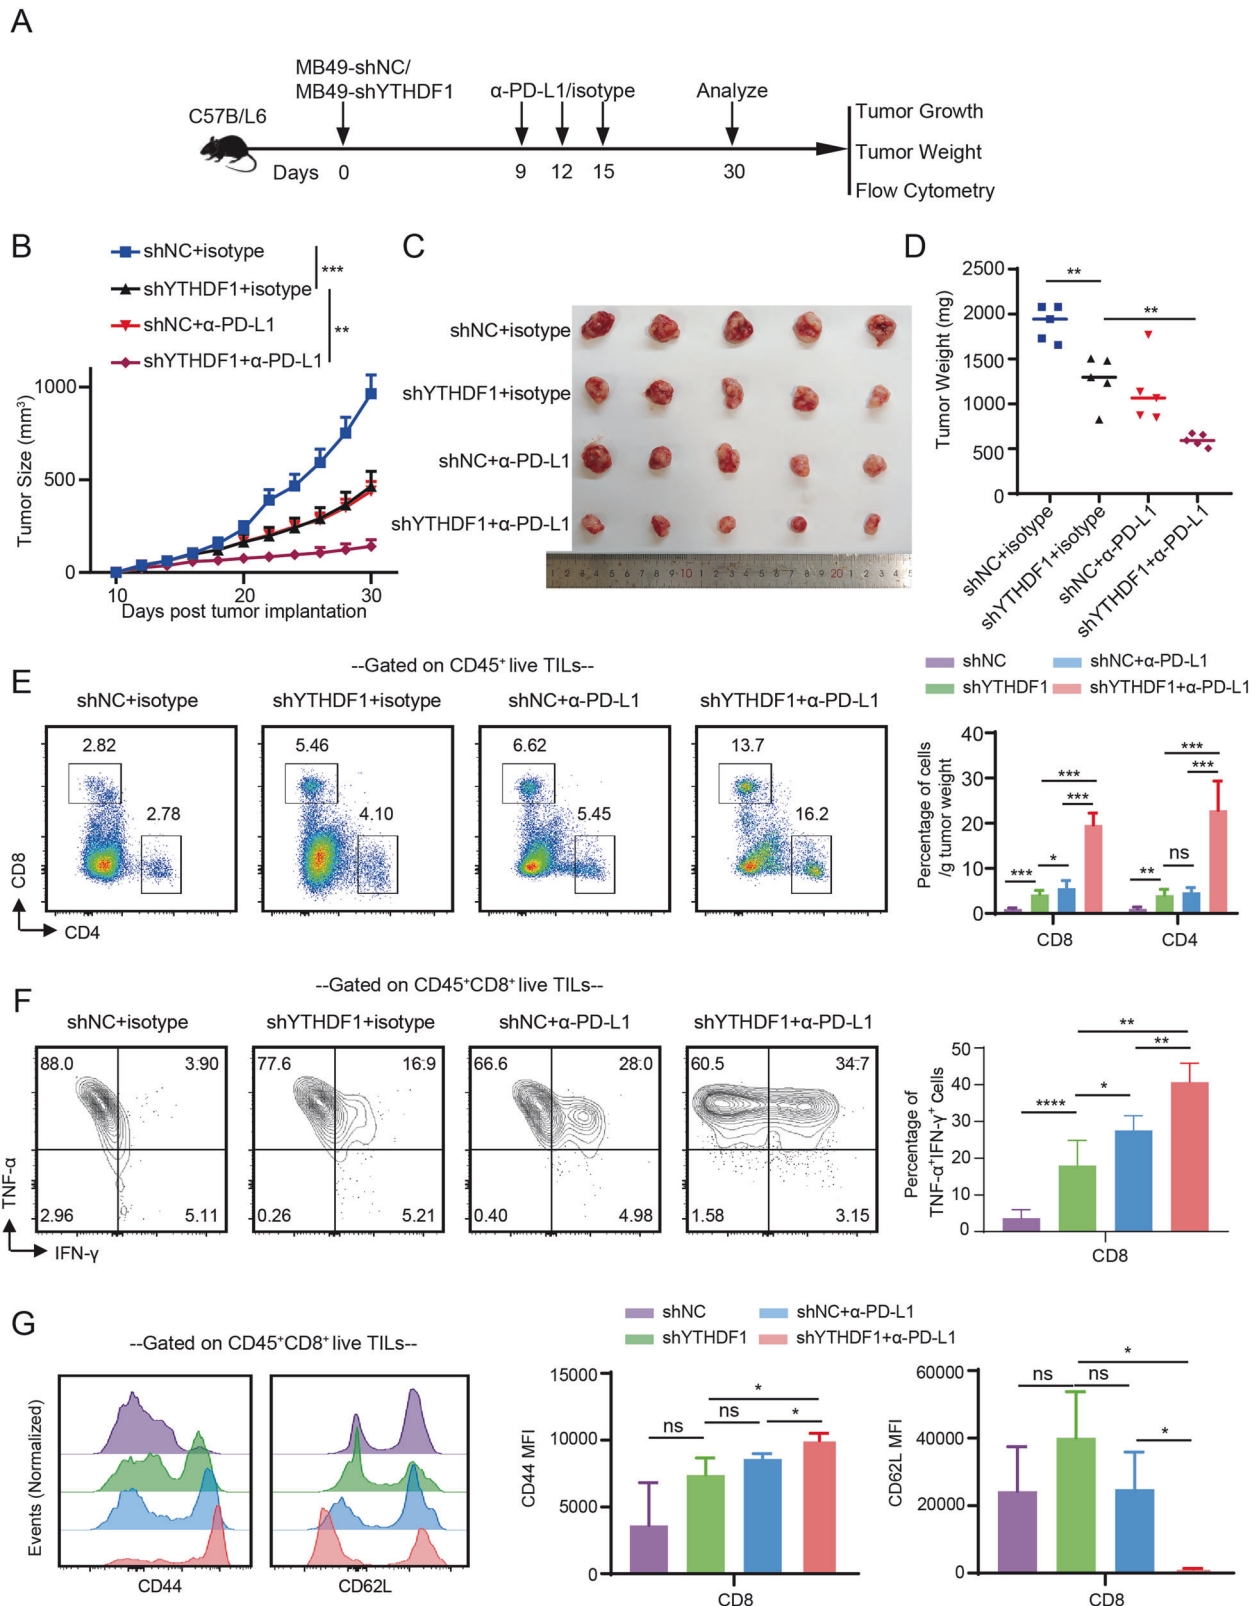 A
MB49-shNC/
MB49-shYTHDF1
α-PD-L1/isotype
Analyze
C57B/L6
Tumor Growth
Tumor Weight
Flow Cytometry
Days 0 9 12 15 30
B
shNC+isotype
shYTHDF1+isotype
shNC+α-PD-L1
shYTHDF1+α-PD-L1
***
**
Tumor Size (mm³)
1000
500
0
10 20 30
Days post tumor implantation
C
shNC+isotype
shYTHDF1+isotype
shNC+α-PD-L1
shYTHDF1+α-PD-L1
D
Tumor Weight (mg)
2500
2000
1500
1000
500
0
** **
shNC+isotype
shYTHDF1+isotype
shNC+α-PD-L1
shYTHDF1+α-PD-L1
E
--Gated on CD45⁺ live TILs--
shNC+isotype shYTHDF1+isotype shNC+α-PD-L1 shYTHDF1+α-PD-L1
2.82 5.46 6.62 13.7
2.78 4.10 5.45 16.2
CD8
CD4
shNC shNC+α-PD-L1
shYTHDF1 shYTHDF1+α-PD-L1
Percentage of cells
/g tumor weight
40
30
20
10
0
*** * *** ***
** ns *** ***
CD8 CD4
F
--Gated on CD45⁺CD8⁺ live TILs--
shNC+isotype shYTHDF1+isotype shNC+α-PD-L1 shYTHDF1+α-PD-L1
88.0 3.90 77.6 16.9 66.6 28.0 60.5 34.7
2.96 5.11 0.26 5.21 0.40 4.98 1.58 3.15
TNF-α
IFN-γ
Percentage of
TNF-α⁺IFN-γ⁺ Cells
50
40
30
20
10
0
**** * ** **
CD8
G
--Gated on CD45⁺CD8⁺ live TILs--
Events (Normalized)
CD44 CD62L
shNC shNC+α-PD-L1
shYTHDF1 shYTHDF1+α-PD-L1
CD44 MFI
15000
10000
5000
0
ns ns * *
CD8
CD62L MFI
60000
40000
20000
0
ns ns * *
CD8